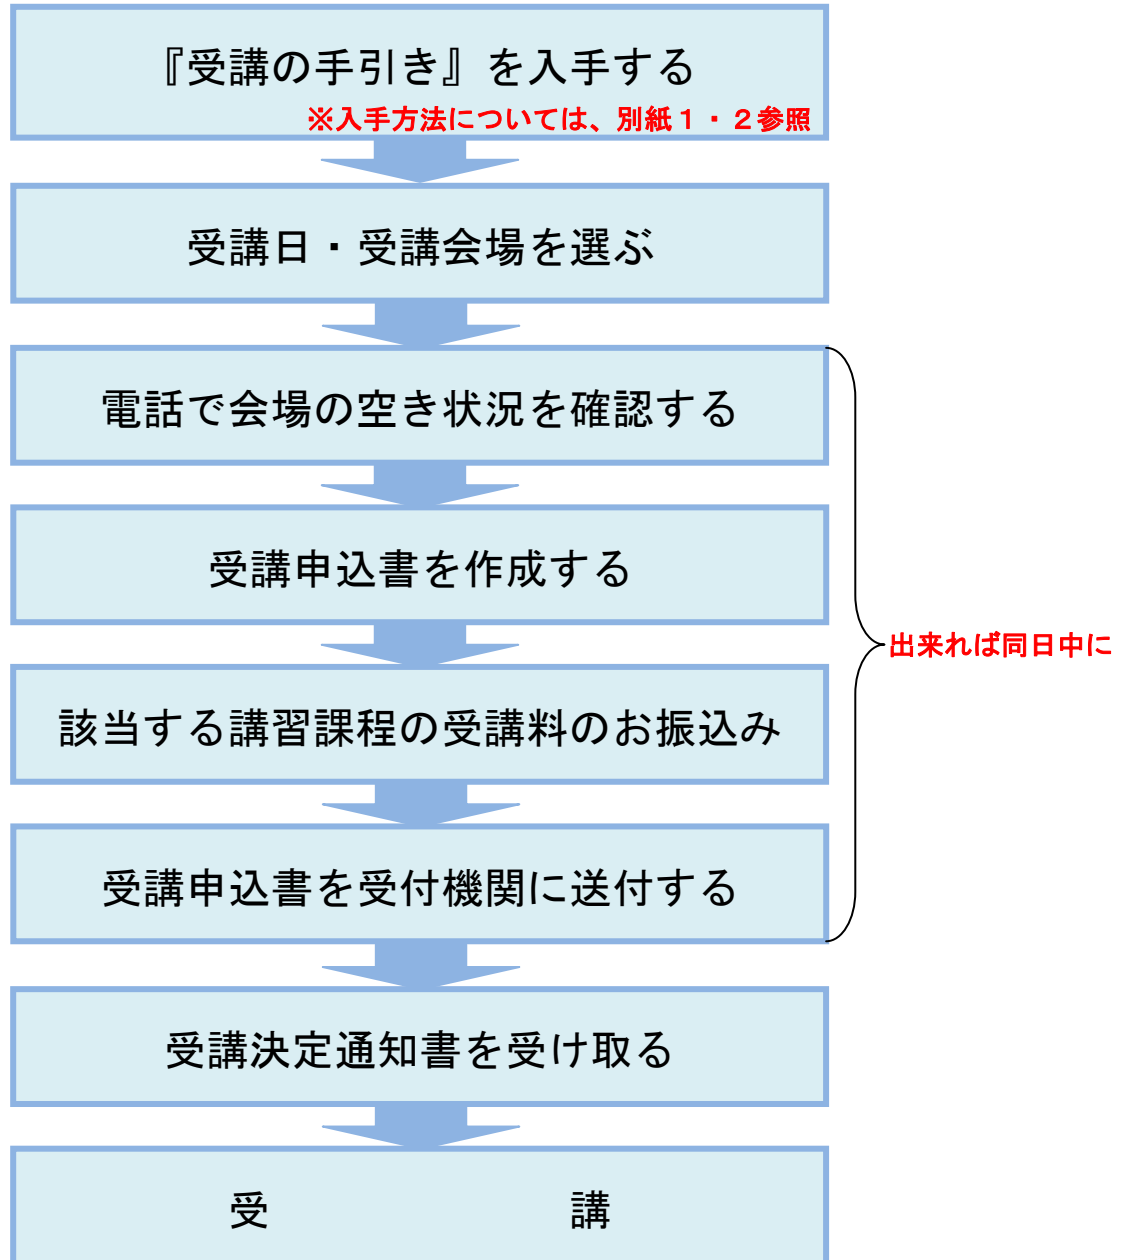 『受講の手引き』を入手する
※入手方法については、別紙１・２参照
受講日・受講会場を選ぶ
電話で会場の空き状況を確認する
受講申込書を作成する
出来れば同日中に
該当する講習課程の受講料のお振込み
受講申込書を受付機関に送付する
受講決定通知書を受け取る
受　　　　　　　講